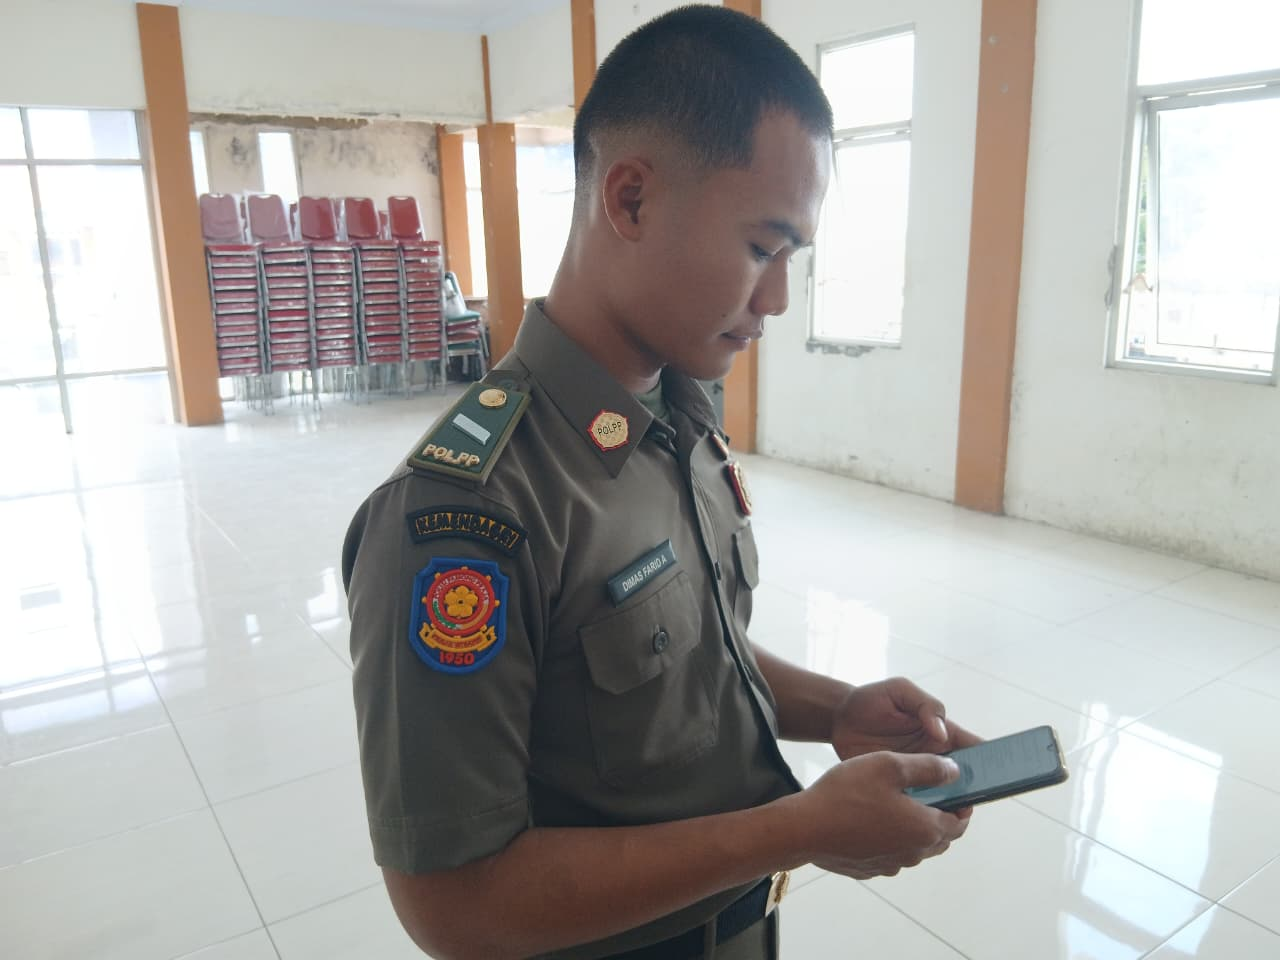 POLPP
POLPP
KEMENDAGRI
DIMAS FARID A
1950